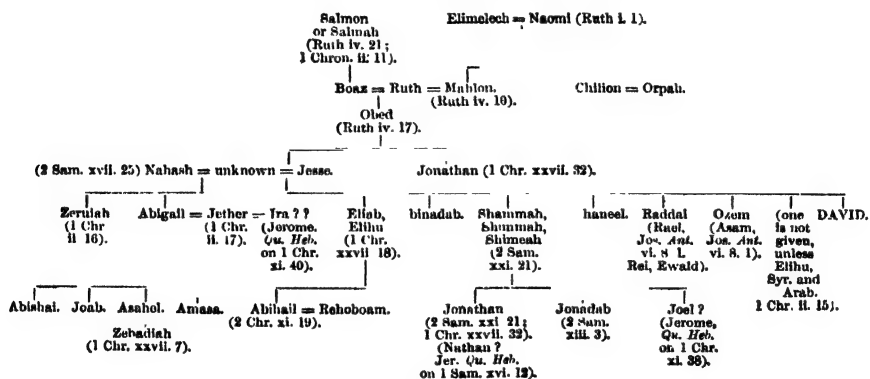 Salmon Elimelech = Naomi (Ruth i. 1).
or Salmah
(Ruth iv. 21 ;
1 Chron. ii. 11).
Boaz = Ruth = Mahlon. Chilion = Orpah.
(Ruth iv. 10).
Obed
(Ruth iv. 17).
(2 Sam. xvii. 25) Nahash = unknown = Jesse. Jonathan (1 Chr. xxvii. 32).
Zeruiah Abigail = Jether = Ira ? ? Eliab, binadab. Shammah, haneel. Raddai Ozem (one DAVID.
(1 Chr (1 Chr. (Jerome. Elihu Shimmah, (Rael, (Asam, is not
ii 16). ii. 17). Qu. Heb. (1 Chr. Shimeah Jos. Ant. Jos. Ant. given,
on 1 Chr. xxvii 18). (2 Sam. vi. 8 1. vi. 8. 1). unless
xi. 40). xxi. 21). Rei, Ewald). Elihu,
Syr. and
Arab.
1 Chr. ii. 15).
Abishai. Joab. Asahel. Amasa. Abihail = Rehoboam. Jonathan Jonadab Joel ?
Zebadiah (2 Chr. xi. 19). (2 Sam. xxi 21; (2 Sam. (Jerome,
(1 Chr. xxvii. 7). 1 Chr. xxvii. 32). xiii. 3). Qu. Heb.
(Nathan ? on 1 Chr.
Jer. Qu. Heb. xi. 38).
on 1 Sam. xvi. 12).